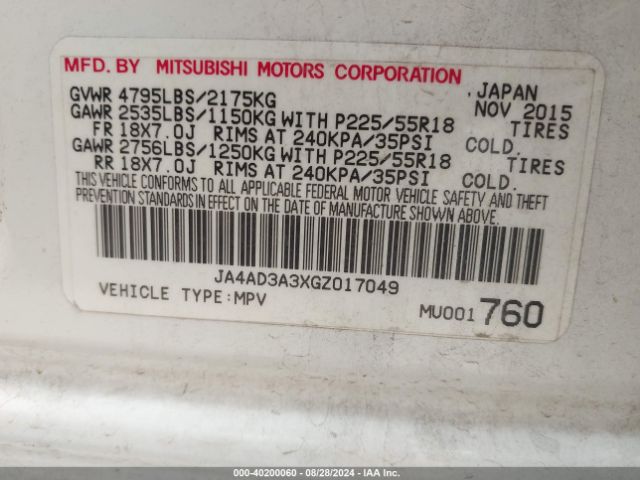 MFD. BY MITSUBISHI MOTORS CORPORATION , JAPAN
GVWR 4795LBS/2175KG NOV 2015
GAWR 2535LBS/1150KG WITH P225/55R18 TIRES
FR 18X7.0J RIMS AT 240KPA/35PSI COLD.
GAWR 2756LBS/1250KG WITH P225/55R18 TIRES
RR 18X7.0J RIMS AT 240KPA/35PSI COLD.
THIS VEHICLE CONFORMS TO ALL APPLICABLE FEDERAL MOTOR VEHICLE SAFETY AND THEFT
PREVENTION STANDARDS IN EFFECT ON THE DATE OF MANUFACTURE SHOWN ABOVE.
JA4AD3A3XGZ017049
VEHICLE TYPE:MPV MU001 760
000-40200060 - 08/28/2024 - IAA Inc.